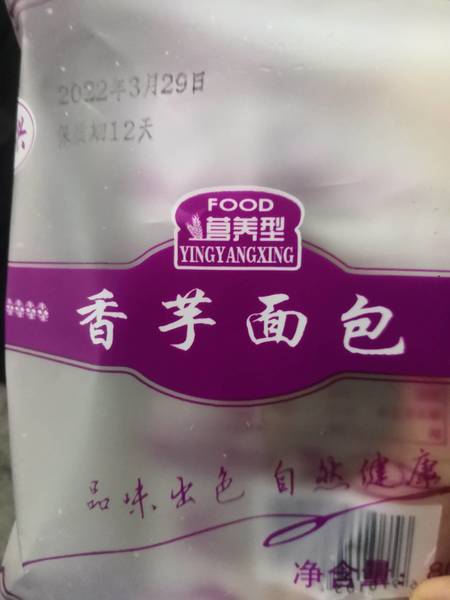 2022年3月29日
保质期12天
FOOD
营养型
YINGYANGXING
香芋面包
品味出色 自然健康
净含量: